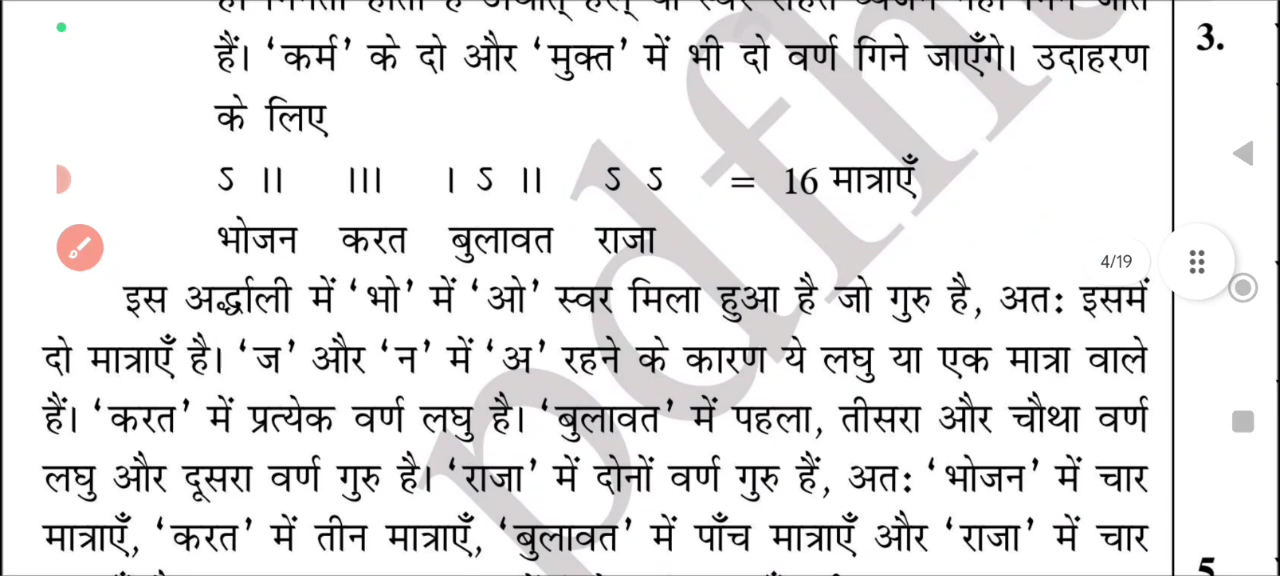 हैं। ‘कर्म’ के दो और ‘मुक्त’ में भी दो वर्ण गिने जाएँगे। उदाहरण
3.
के लिए
ऽ ।। ।।। । ऽ ।। ऽ ऽ = 16 मात्राएँ
भोजन करत बुलावत राजा
4/19
इस अर्द्धाली में ‘भो’ में ‘ओ’ स्वर मिला हुआ है जो गुरु है, अतः इसमें
दो मात्राएँ है। ‘ज’ और ‘न’ में ‘अ’ रहने के कारण ये लघु या एक मात्रा वाले
हैं। ‘करत’ में प्रत्येक वर्ण लघु है। ‘बुलावत’ में पहला, तीसरा और चौथा वर्ण
लघु और दूसरा वर्ण गुरु है। ‘राजा’ में दोनों वर्ण गुरु हैं, अतः ‘भोजन’ में चार
मात्राएँ, ‘करत’ में तीन मात्राएँ, ‘बुलावत’ में पाँच मात्राएँ और ‘राजा’ में चार